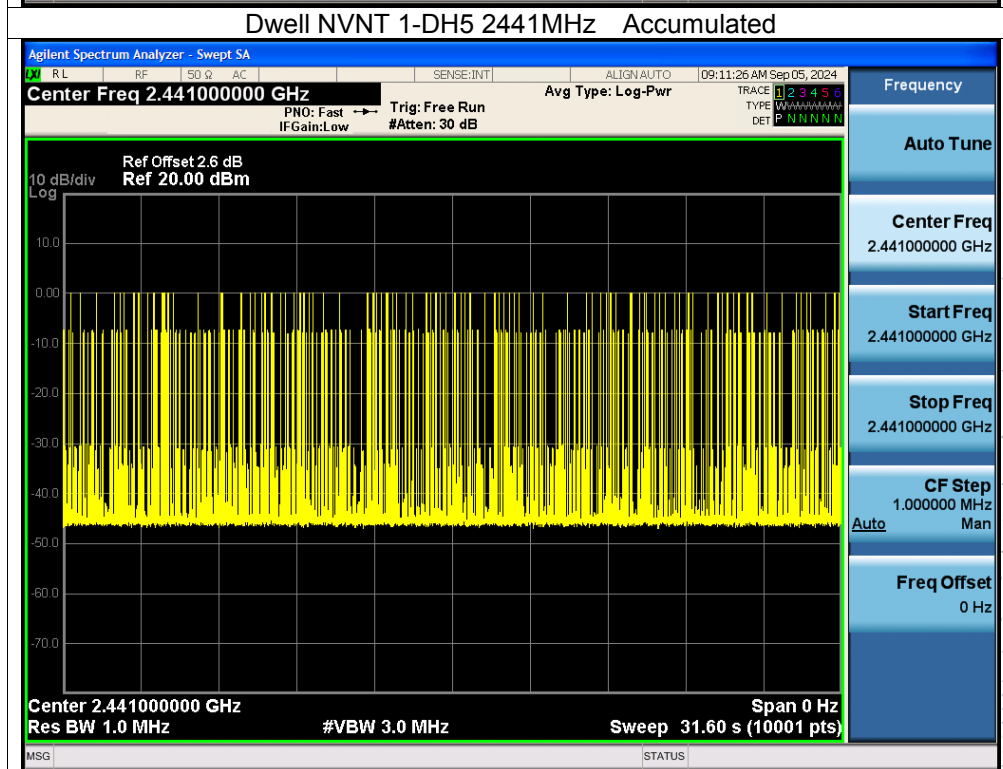 Dwell NVNT 1-DH5 2441MHz Accumulated
Agilent Spectrum Analyzer - Swept SA
LXI RL RF 50 Ω AC SENSE:INT ALIGN AUTO 09:11:26 AM Sep 05, 2024
Center Freq 2.441000000 GHz
PNO: Fast
IFGain:Low
Trig: Free Run
#Atten: 30 dB
Avg Type: Log-Pwr
TRACE 1 2 3 4 5 6
TYPE WWWWWW
DET P N N N N N
Ref Offset 2.6 dB
10 dB/div Ref 20.00 dBm
Log
10.0
0.00
-10.0
-20.0
-30.0
-40.0
-50.0
-60.0
-70.0
Center 2.441000000 GHz Span 0 Hz
Res BW 1.0 MHz #VBW 3.0 MHz Sweep 31.60 s (10001 pts)
MSG STATUS
Frequency
Auto Tune
Center Freq
2.441000000 GHz
Start Freq
2.441000000 GHz
Stop Freq
2.441000000 GHz
CF Step
1.000000 MHz
Auto Man
Freq Offset
0 Hz